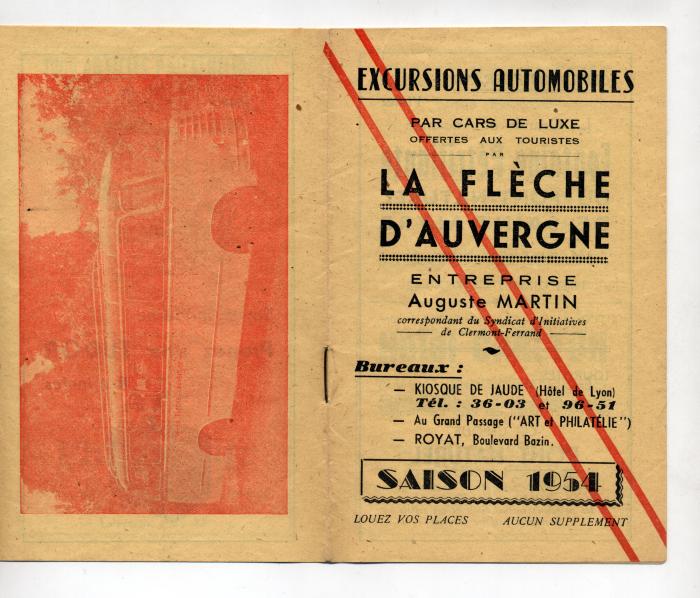 EXCURSIONS AUTOMOBILES
PAR CARS DE LUXE
OFFERTES AUX TOURISTES
PAR
LA FLÈCHE
D'AUVERGNE
ENTREPRISE
Auguste MARTIN
correspondant du Syndicat d'Initiatives
de Clermont-Ferrand
Bureaux :
— KIOSQUE DE JAUDE (Hôtel de Lyon)
Tél. : 36-03 et 96-51
— Au Grand Passage ("ART et PHILATÉLIE")
— ROYAT, Boulevard Bazin.
SAISON 1954
LOUEZ VOS PLACES AUCUN SUPPLEMENT